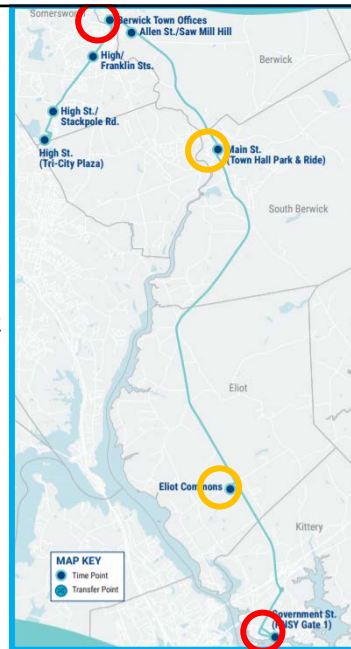 Somersworth
Berwick Town Offices
Allen St./Saw Mill Hill
High/
Franklin Sts.
Berwick
High St./
Stackpole Rd.
High St.
(Tri-City Plaza)
Main St.
(Town Hall Park & Ride)
South Berwick
Eliot
Eliot Commons
Kittery
MAP KEY
Time Point
Transfer Point
Government St.
(PNSY Gate 1)